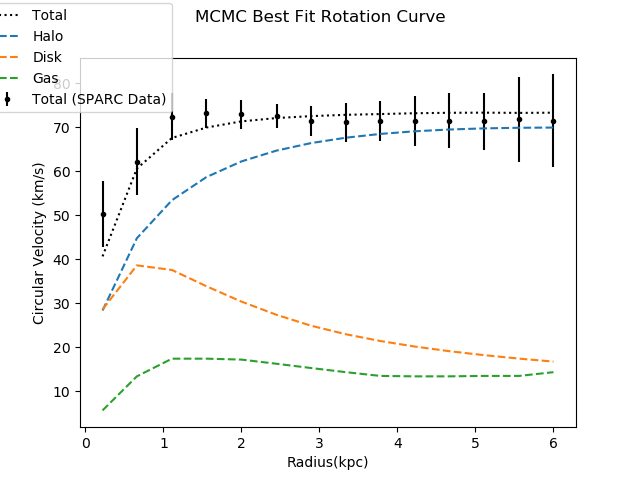 MCMC Best Fit Rotation Curve
Total
Halo
Disk
Gas
Total (SPARC Data)
80
70
60
50
40
30
20
10
Circular Velocity (km/s)
0 1 2 3 4 5 6
Radius(kpc)